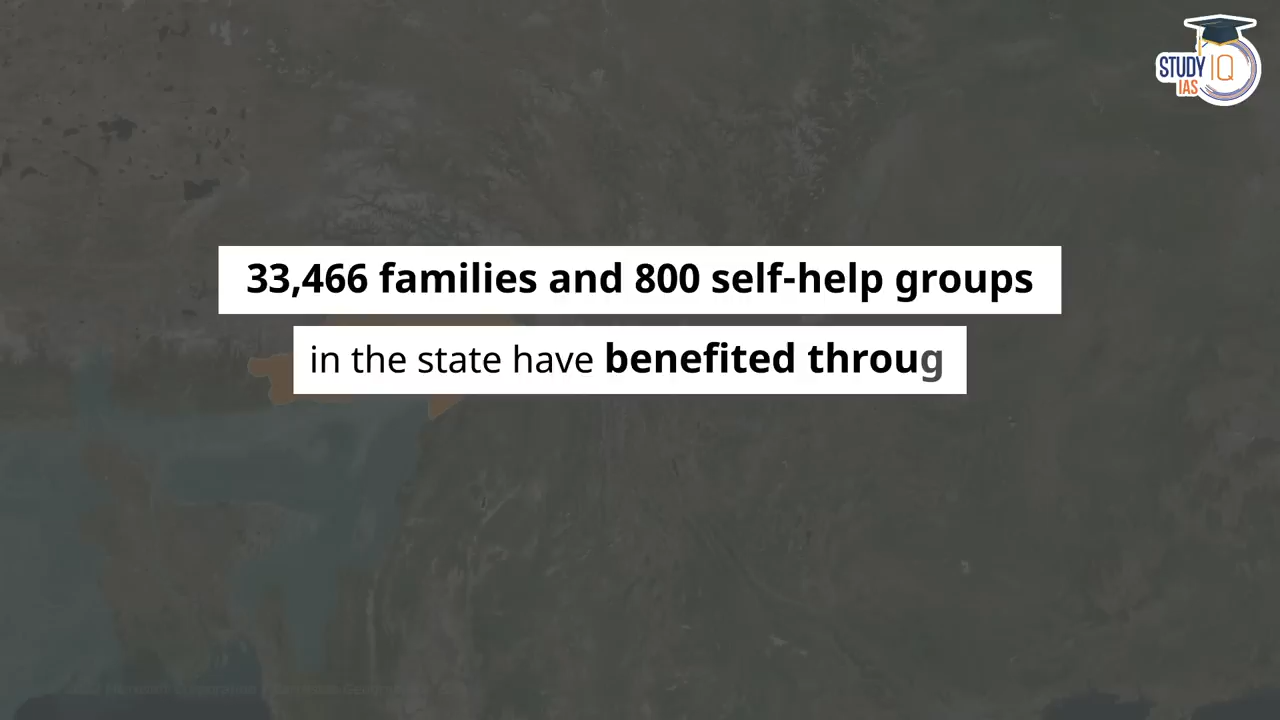 STUDY IQ
IAS
33,466 families and 800 self-help groups
in the state have benefited throug